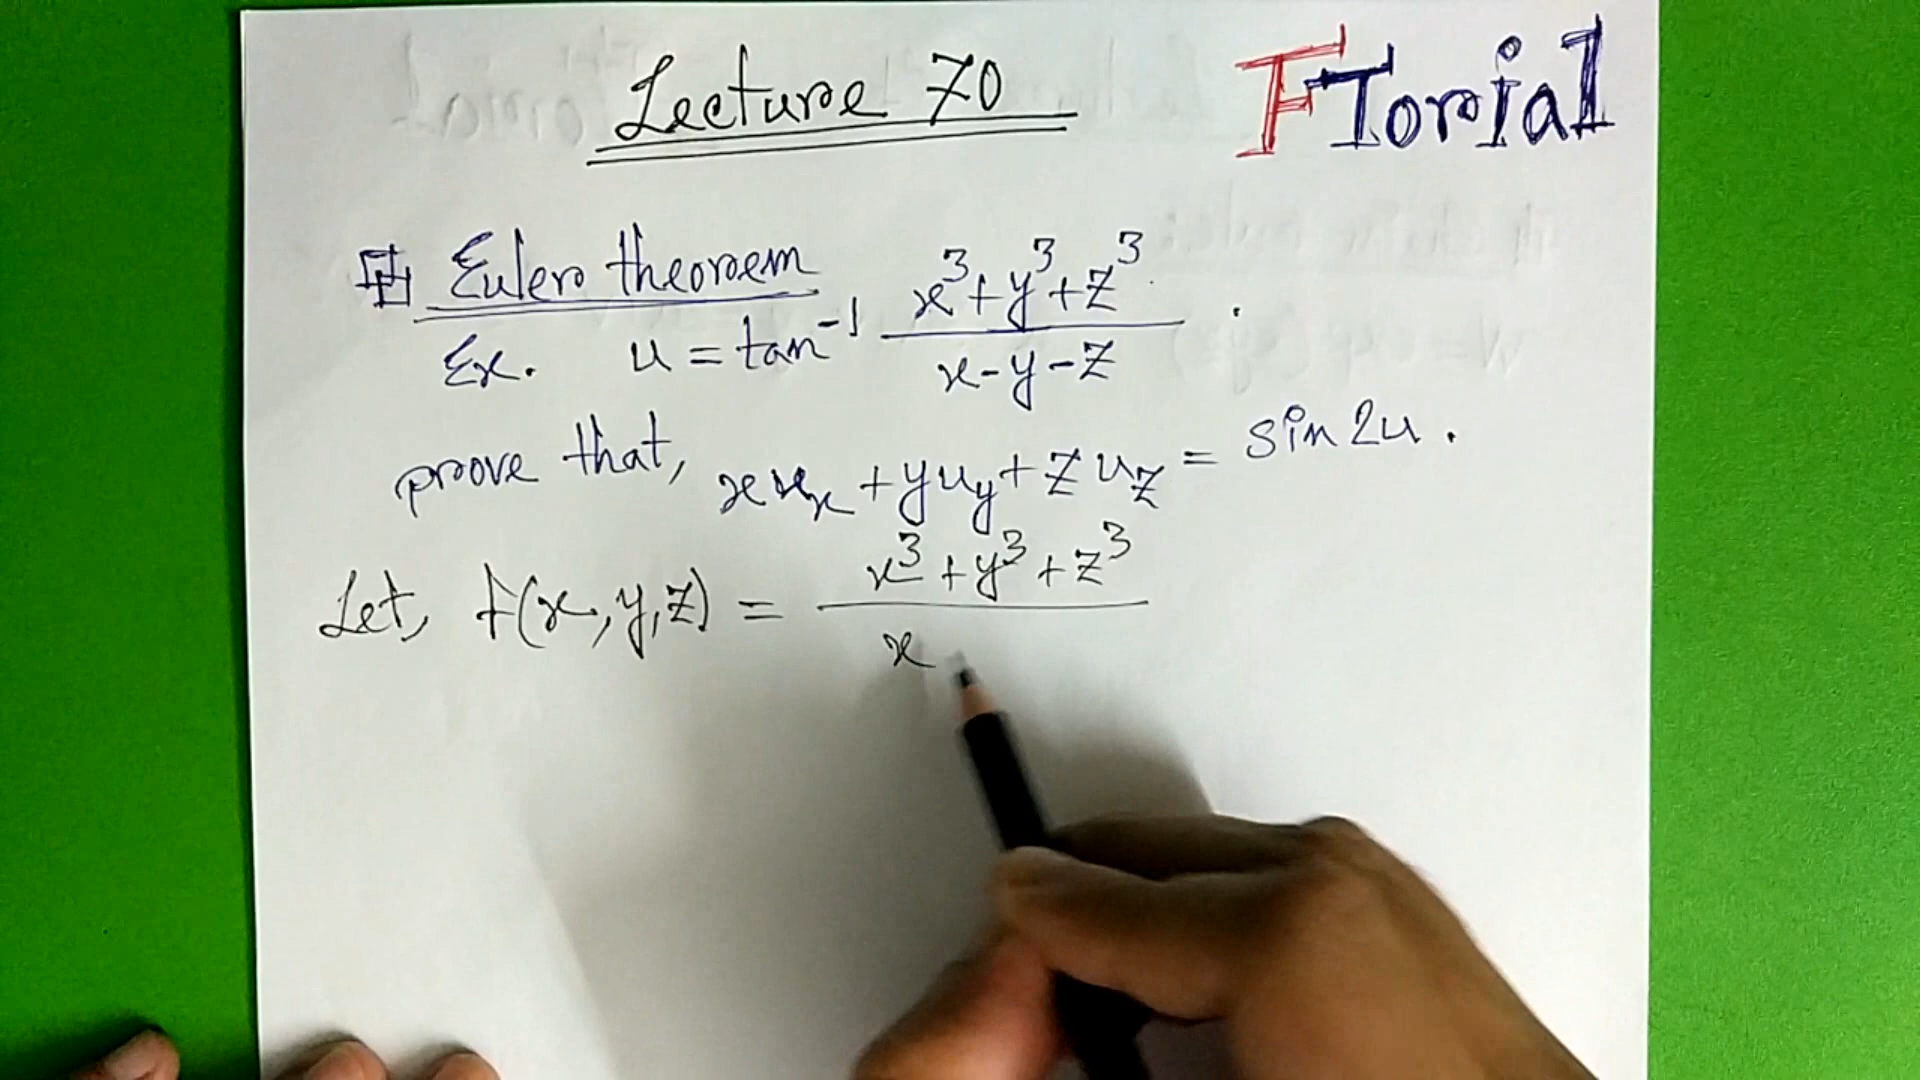 Lecture 70
FTorial
Euler theorem
Ex. u = tan⁻¹ (x³+y³+z³)/(x-y-z) .
prove that, xuₓ + yu_y + zu_z = sin 2u .
Let, f(x,y,z) = x³+y³+z³
x